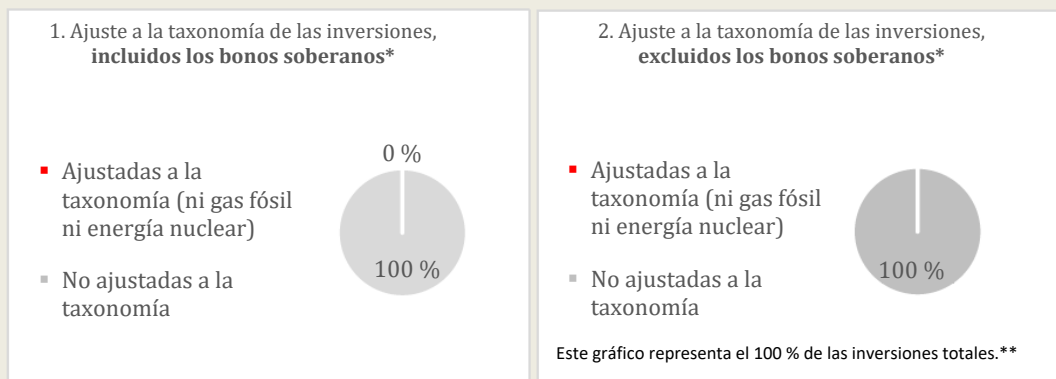 1. Ajuste a la taxonomía de las inversiones,
incluidos los bonos soberanos*
Ajustadas a la
taxonomía (ni gas fósil
ni energía nuclear)
No ajustadas a la
taxonomía
0 %
100 %
2. Ajuste a la taxonomía de las inversiones,
excluidos los bonos soberanos*
Ajustadas a la
taxonomía (ni gas fósil
ni energía nuclear)
No ajustadas a la
taxonomía
100 %
Este gráfico representa el 100 % de las inversiones totales.**